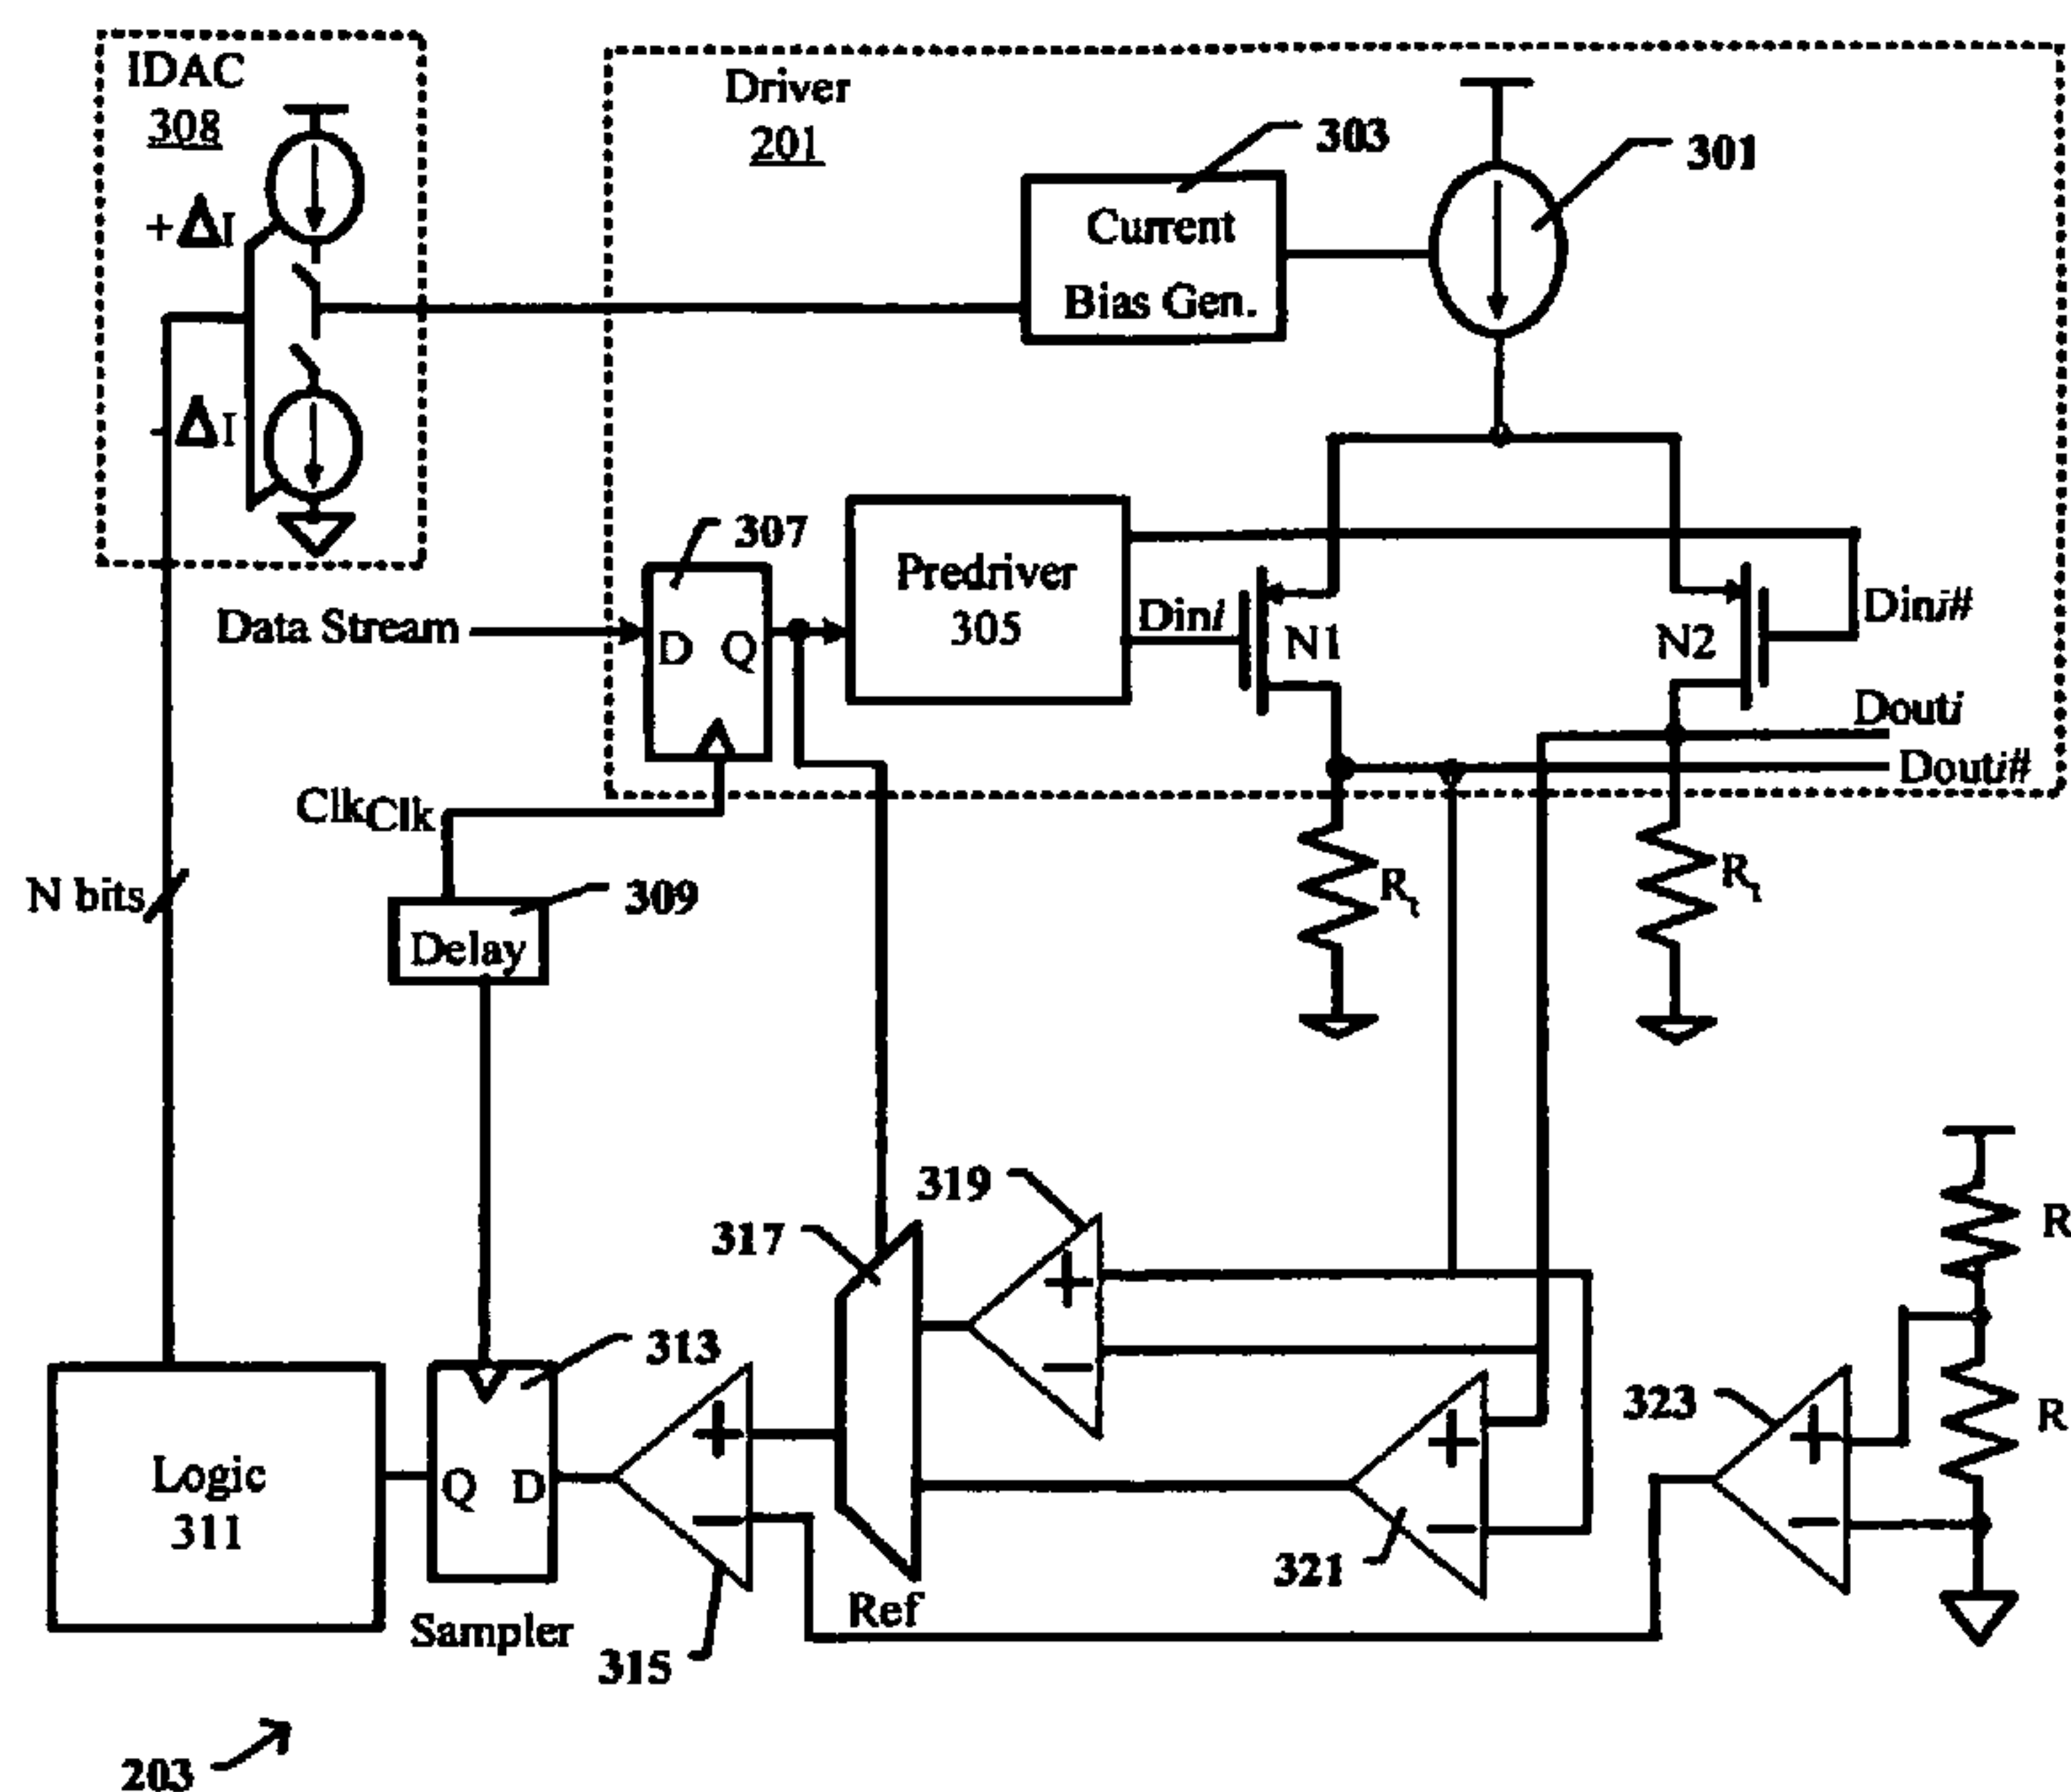 IDAC
308
+ΔI
-ΔI
Driver
201
303
301
Current
Bias Gen.
307
Data Stream
D Q
Predriver
305
Dini
N1
N2
Dini#
Douti
Douti#
Clk
Clk
N bits
309
Delay
Rt
Rt
319
317
313
R
323
R
Logic
311
Q D
+
-
+
-
+
-
+
-
321
Ref
Sampler
315
203